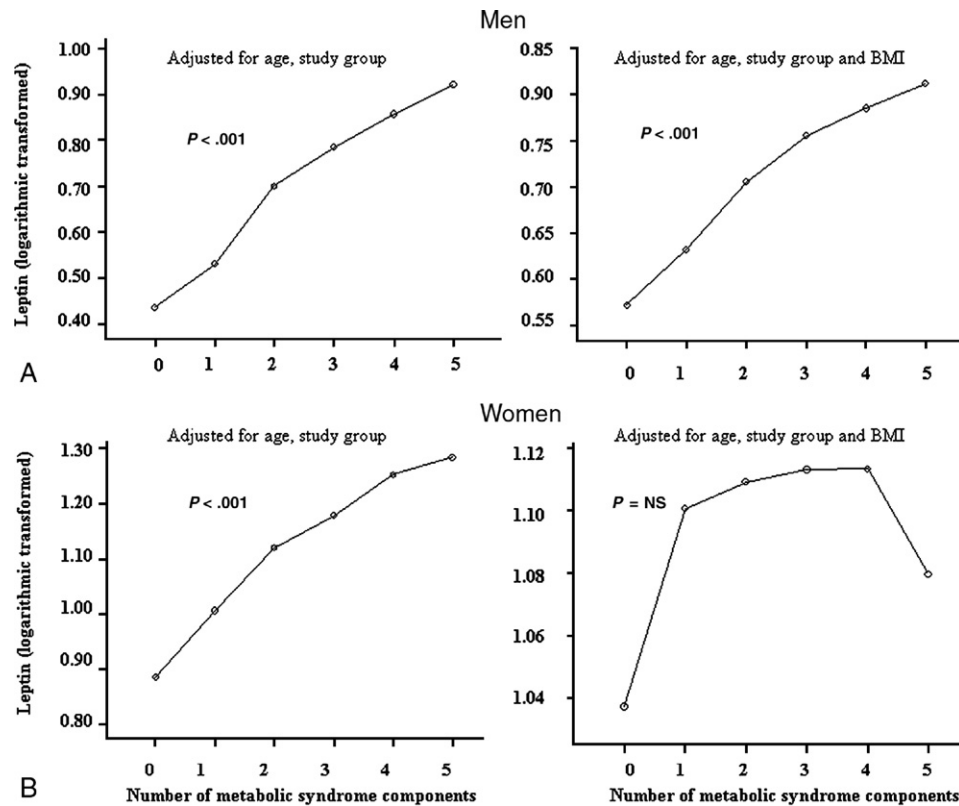 Men
Adjusted for age, study group
P < .001
Leptin (logarithmic transformed)
1.00
0.90
0.80
0.70
0.60
0.50
0.40
0 1 2 3 4 5
Adjusted for age, study group and BMI
P < .001
0.85
0.90
0.75
0.70
0.65
0.60
0.55
0 1 2 3 4 5
A
Women
Adjusted for age, study group
P < .001
Leptin (logarithmic transformed)
1.30
1.20
1.10
1.00
0.90
0.80
0 1 2 3 4 5
Number of metabolic syndrome components
Adjusted for age, study group and BMI
P = NS
1.12
1.10
1.08
1.06
1.04
0 1 2 3 4 5
Number of metabolic syndrome components
B